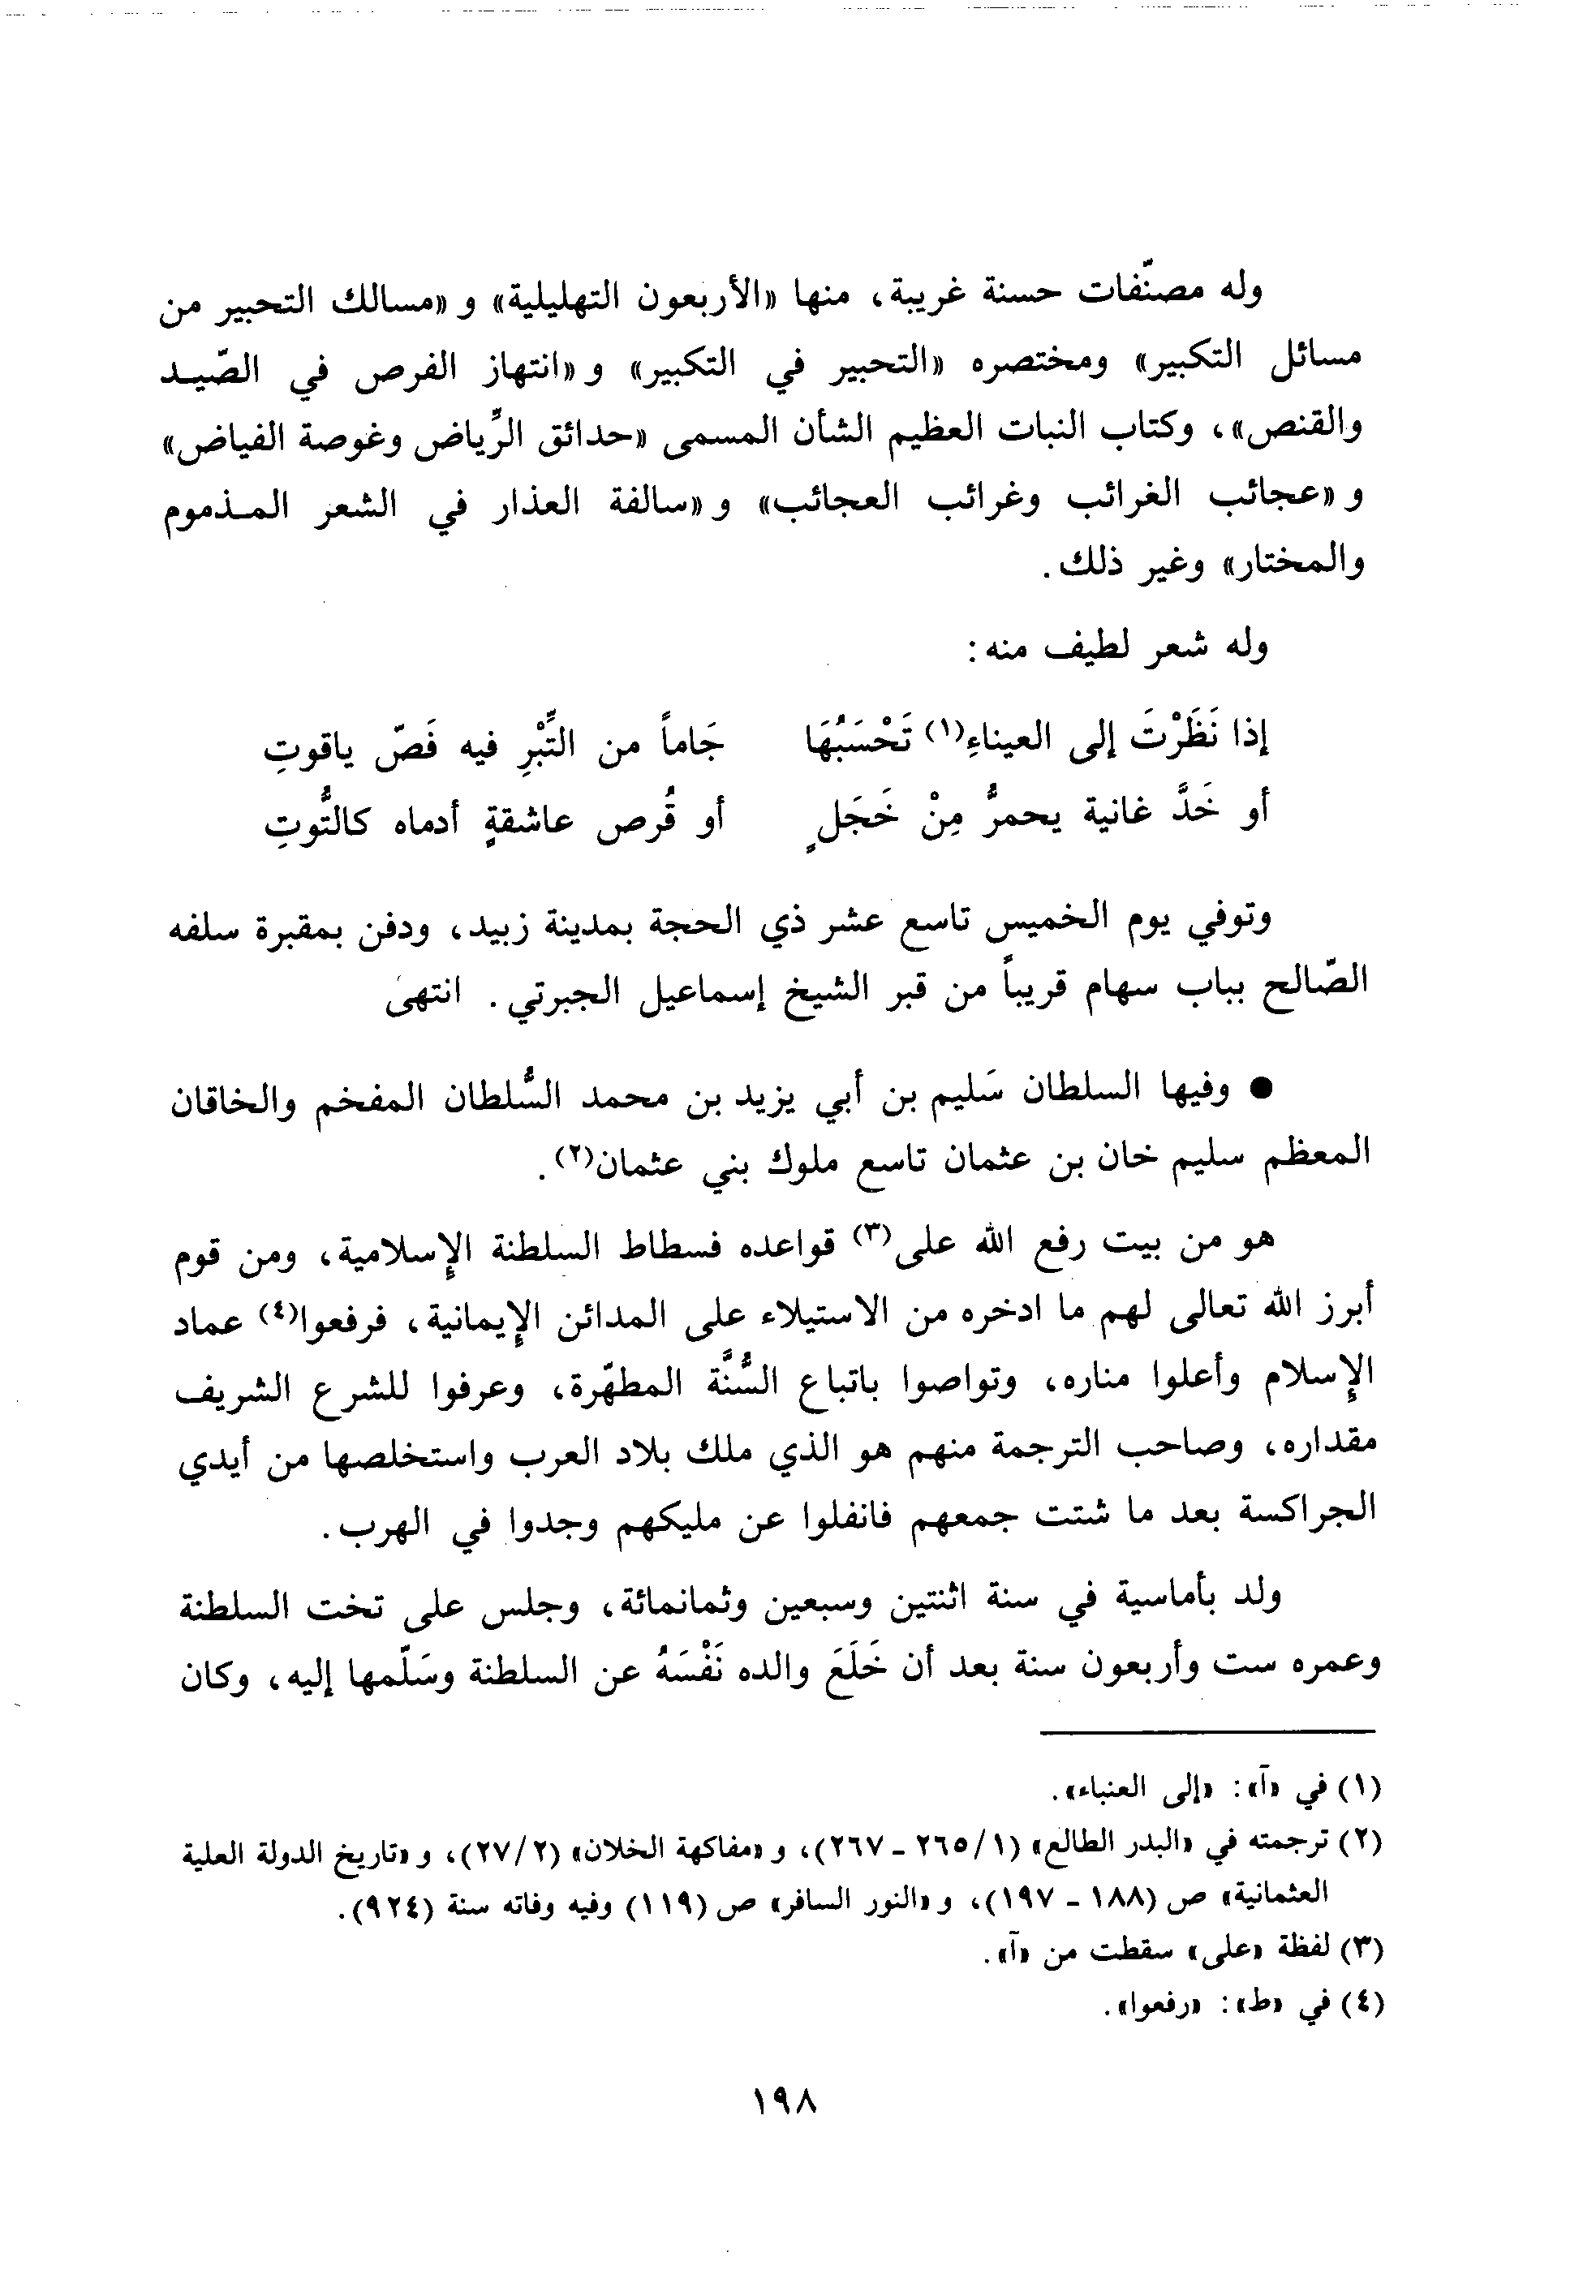 وله مصنّفات حسنة غريبة، منها «الأربعون التهليلية» و «مسالك التحبير من
مسائل التكبير» ومختصره «التحبير في التكبير» و «انتهاز الفرص في الصّيد
والقنص»، وكتاب النبات العظيم الشأن المسمى «حدائق الرِّياض وغوصة الفياض»
و «عجائب الغرائب وغرائب العجائب» و «سالفة العذار في الشعر المذموم
والمختار» وغير ذلك.
وله شعر لطيف منه:
إذا نَظَرْتَ إلى العيناءِ(١) تَحْسَبُهَا جَاماً من التِّبْرِ فيه فَصّ ياقوتِ
أو خَدَّ غانية يحمرُّ مِنْ خَجَلٍ أو قُرص عاشقةٍ أدماه كالتُّوتِ
وتوفي يوم الخميس تاسع عشر ذي الحجة بمدينة زبيد، ودفن بمقبرة سلفه
الصّالح بباب سهام قريباً من قبر الشيخ إسماعيل الجبرتي. انتهىٰ
● وفيها السلطان سَليم بن أبي يزيد بن محمد السُّلطان المفخم والخاقان
المعظم سليم خان بن عثمان تاسع ملوك بني عثمان(٢).
هو من بيت رفع الله على(٣) قواعده فسطاط السلطنة الإسلامية، ومن قوم
أبرز الله تعالى لهم ما ادخره من الاستيلاء على المدائن الإيمانية، فرفعوا(٤) عماد
الإسلام وأعلوا مناره، وتواصوا باتباع السُّنَّة المطهّرة، وعرفوا للشرع الشريف
مقداره، وصاحب الترجمة منهم هو الذي ملك بلاد العرب واستخلصها من أيدي
الجراكسة بعد ما شتت جمعهم فانفلوا عن مليكهم وجدوا في الهرب.
ولد بأماسية في سنة اثنتين وسبعين وثمانمائة، وجلس على تخت السلطنة
وعمره ست وأربعون سنة بعد أن خَلَعَ والده نَفْسَهُ عن السلطنة وسَلّمها إليه، وكان
(١) في «آ»: «إلى العنباء».
(٢) ترجمته في «البدر الطالع» (١/ ٢٦٥ - ٢٦٧)، و «مفاكهة الخلان» (٢/ ٢٧)، و «تاريخ الدولة العلية
العثمانية» ص (١٨٨ - ١٩٧)، و «النور السافر» ص (١١٩) وفيه وفاته سنة (٩٢٤).
(٣) لفظة «على» سقطت من «آ».
(٤) في «ط»: «رفعوا».
١٩٨